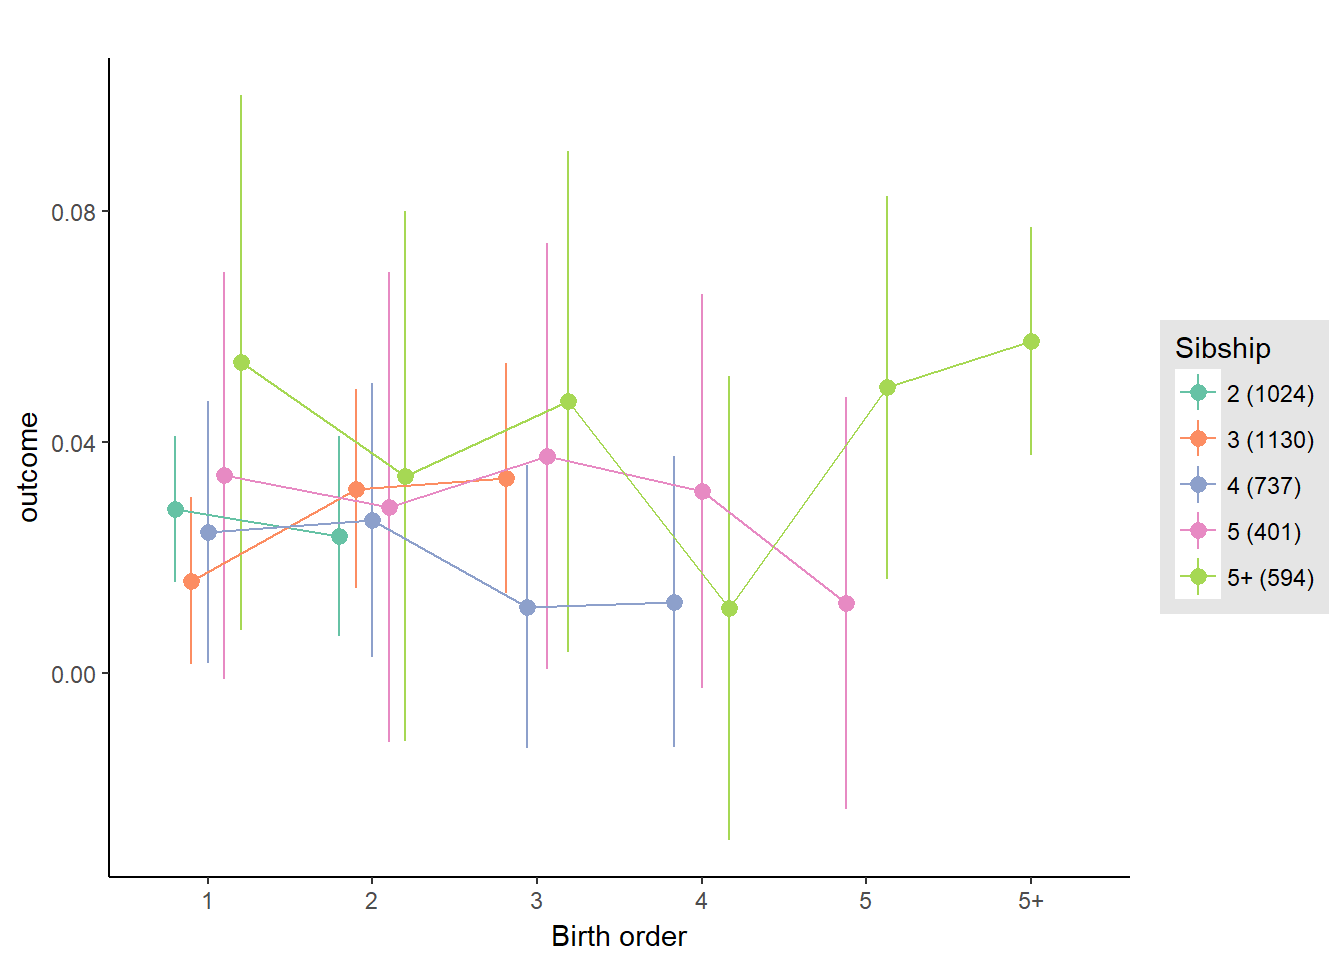 outcome
0.08
0.04
0.00
1 2 3 4 5 5+
Birth order
Sibship
2 (1024)
3 (1130)
4 (737)
5 (401)
5+ (594)